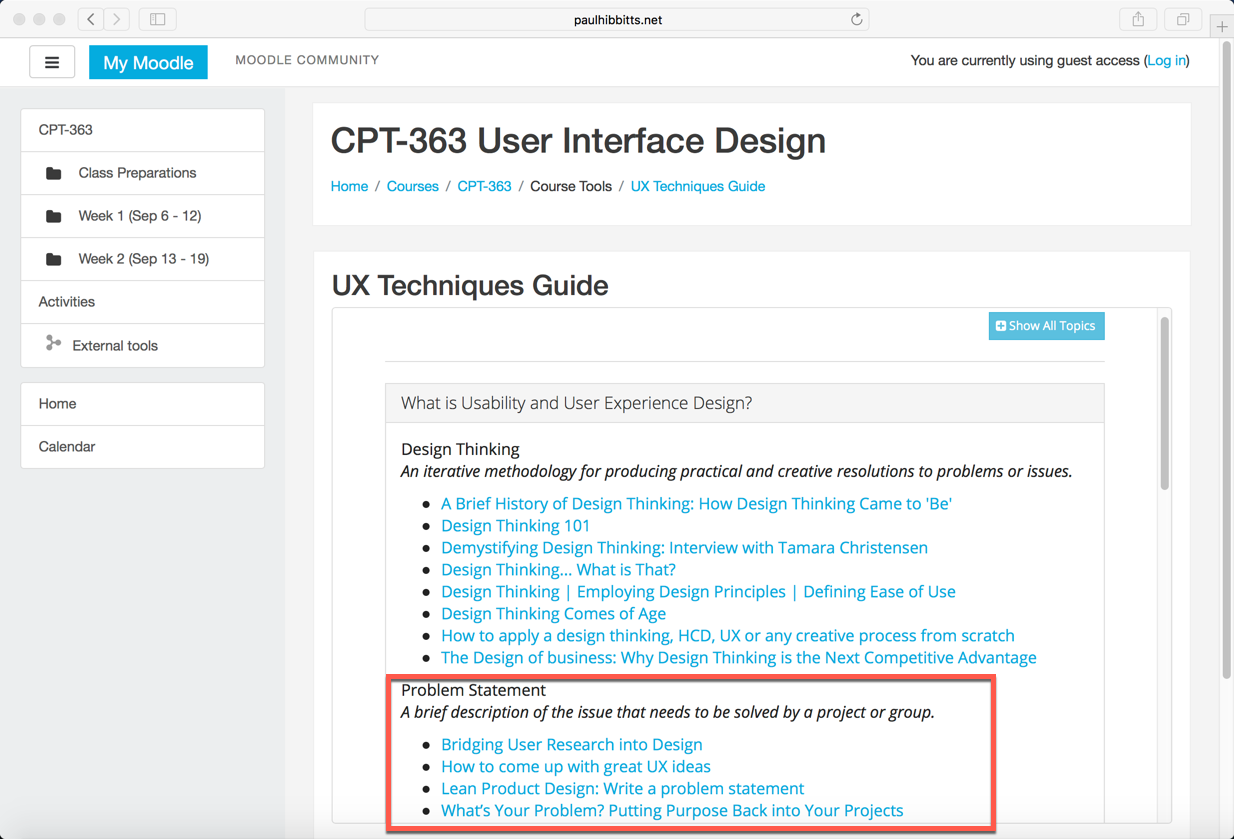 paulhibbitts.net
My Moodle
MOODLE COMMUNITY
You are currently using guest access (Log in)
CPT-363
Class Preparations
Week 1 (Sep 6 - 12)
Week 2 (Sep 13 - 19)
Activities
External tools
Home
Calendar
CPT-363 User Interface Design
Home / Courses / CPT-363 / Course Tools / UX Techniques Guide
UX Techniques Guide
Show All Topics
What is Usability and User Experience Design?
Design Thinking
An iterative methodology for producing practical and creative resolutions to problems or issues.
A Brief History of Design Thinking: How Design Thinking Came to 'Be'
Design Thinking 101
Demystifying Design Thinking: Interview with Tamara Christensen
Design Thinking... What is That?
Design Thinking | Employing Design Principles | Defining Ease of Use
Design Thinking Comes of Age
How to apply a design thinking, HCD, UX or any creative process from scratch
The Design of business: Why Design Thinking is the Next Competitive Advantage
Problem Statement
A brief description of the issue that needs to be solved by a project or group.
Bridging User Research into Design
How to come up with great UX ideas
Lean Product Design: Write a problem statement
What's Your Problem? Putting Purpose Back into Your Projects